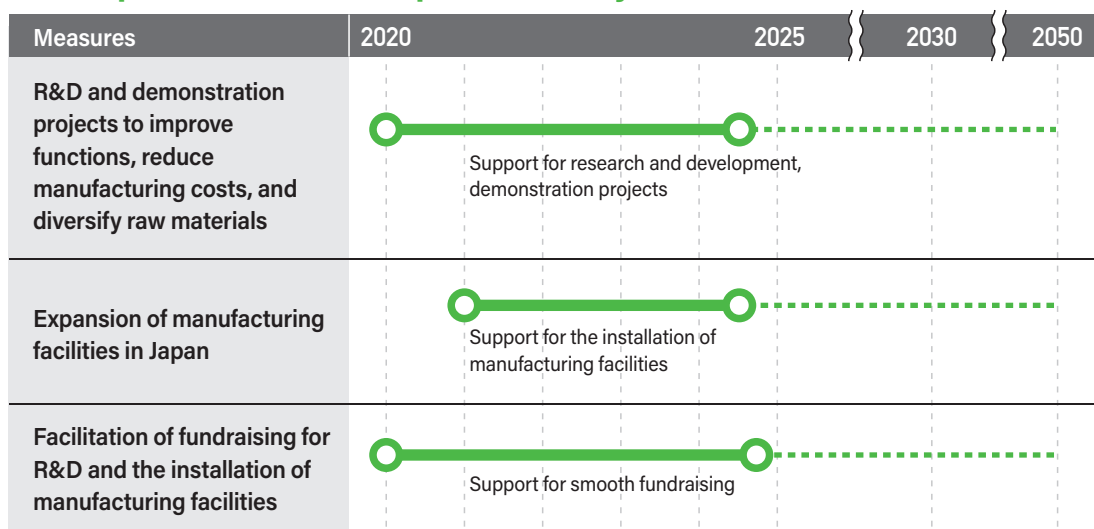 Measures 2020 2025 2030 2050
R&D and demonstration
projects to improve
functions, reduce
manufacturing costs, and
diversify raw materials
Support for research and development,
demonstration projects
Expansion of manufacturing
facilities in Japan
Support for the installation of
manufacturing facilities
Facilitation of fundraising for
R&D and the installation of
manufacturing facilities
Support for smooth fundraising